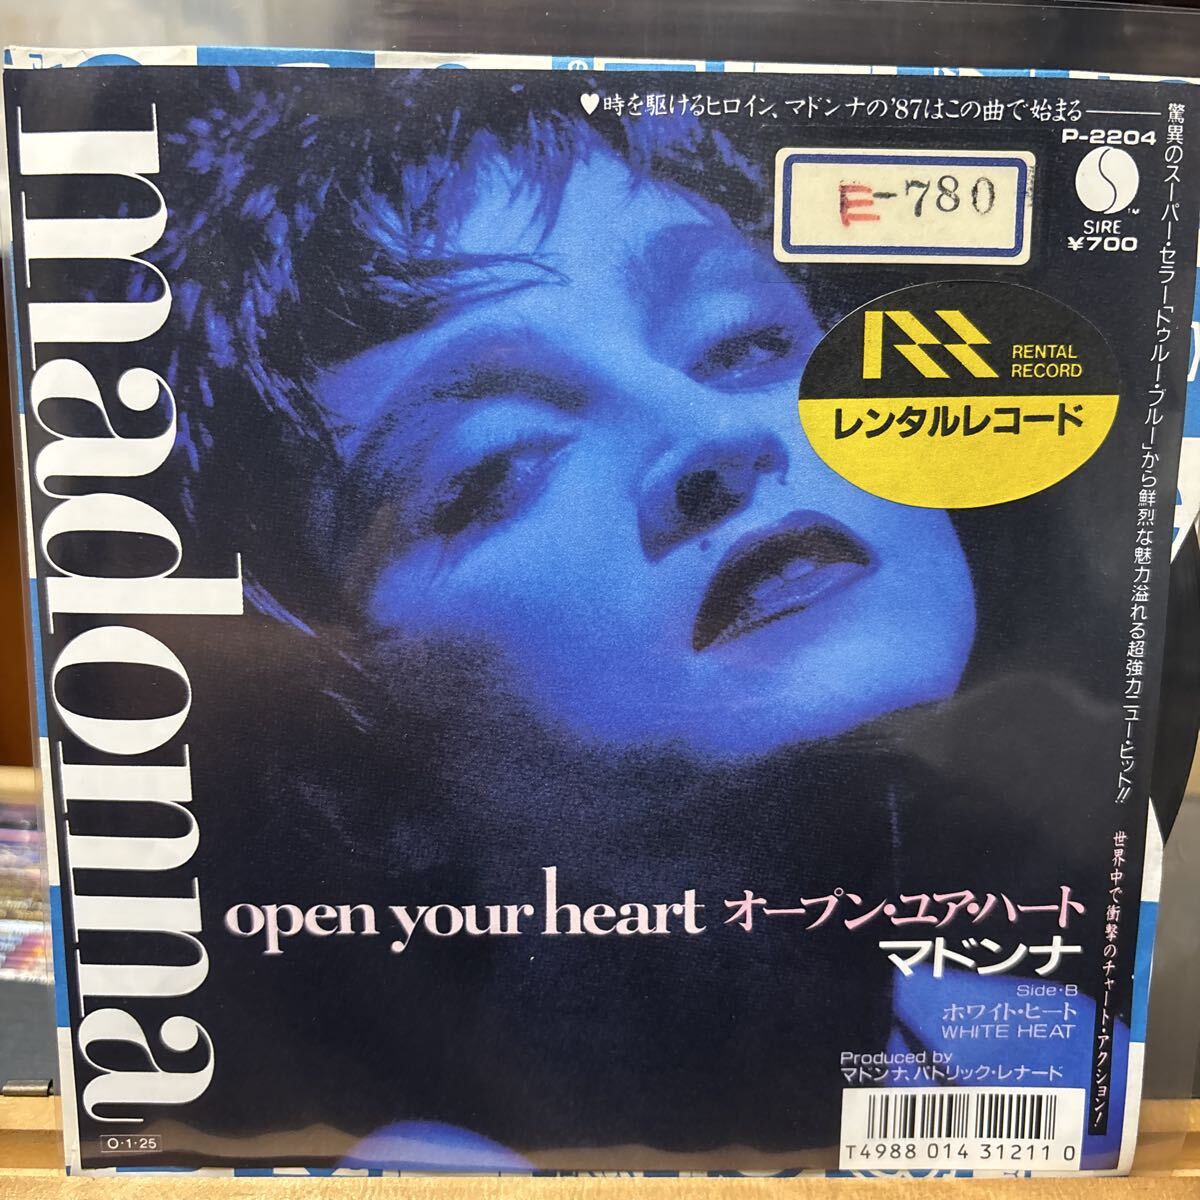 ♥時を駆けるヒロイン、マドンナの'87はこの曲で始まる——
驚異のスーパー・セラー「トゥルー・ブルー」から鮮烈な魅力溢れる超強力ニュー・ヒット!!
世界中で衝撃のチャート・アクション!
P-2204
SIRE
¥700
E-780
RENTAL
RECORD
レンタルレコード
madonna
open your heart オープン・ユア・ハート
マドンナ
Side・B
ホワイト・ヒート
WHITE HEAT
Produced by
マドンナ、パトリック・レナード
O・1・25
T4988014312110